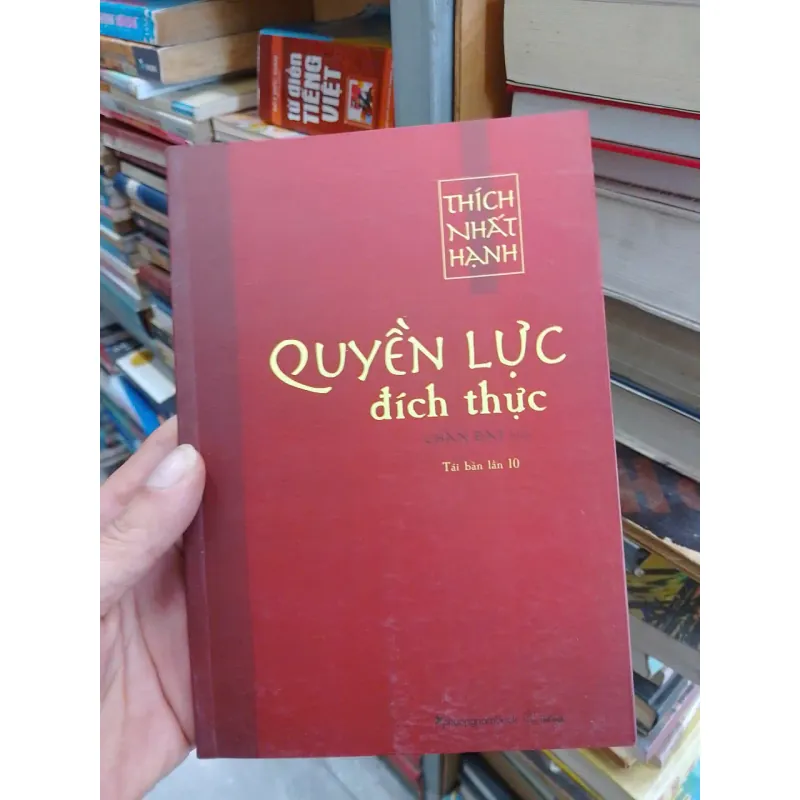 từ điển
TIẾNG
VIỆT
THÍCH
NHẤT
HẠNH
QUYỀN LỰC
đích thực
Tái bản lần 10